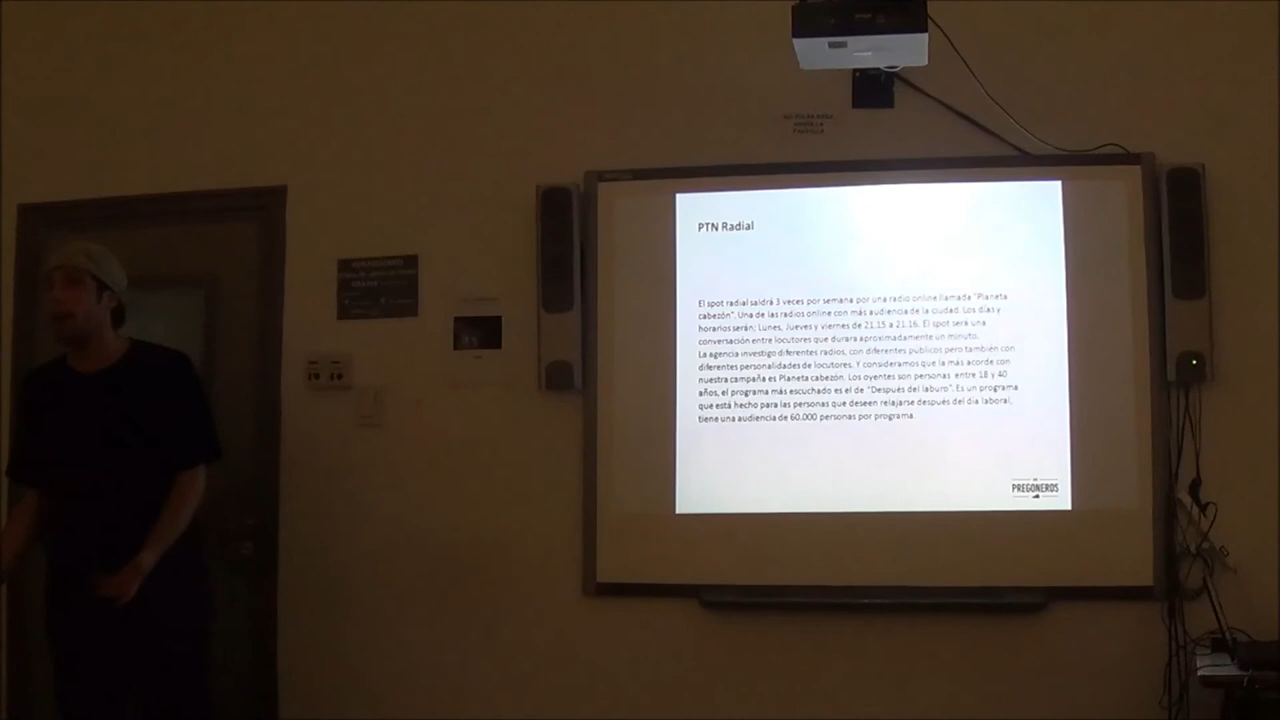 PTN Radial
El spot radial saldrá 3 veces por semana por una radio online llamada "Planeta
cabezón". Una de las radios online con más audiencia de la ciudad. Los días y
horarios serán; Lunes, Jueves y viernes de 21.15 a 21.16. El spot será una
conversación entre locutores que durara aproximadamente un minuto.
La agencia investigo diferentes radios, con diferentes publicos pero también con
diferentes personalidades de locutores. Y consideramos que la más acorde con
nuestra campaña es Planeta cabezón. Los oyentes son personas entre 18 y 40
años, el programa más escuchado es el de "Después del laburo". Es un programa
que está hecho para las personas que deseen relajarse después del dia laboral,
tiene una audiencia de 60.000 personas por programa.
PREGONEROS